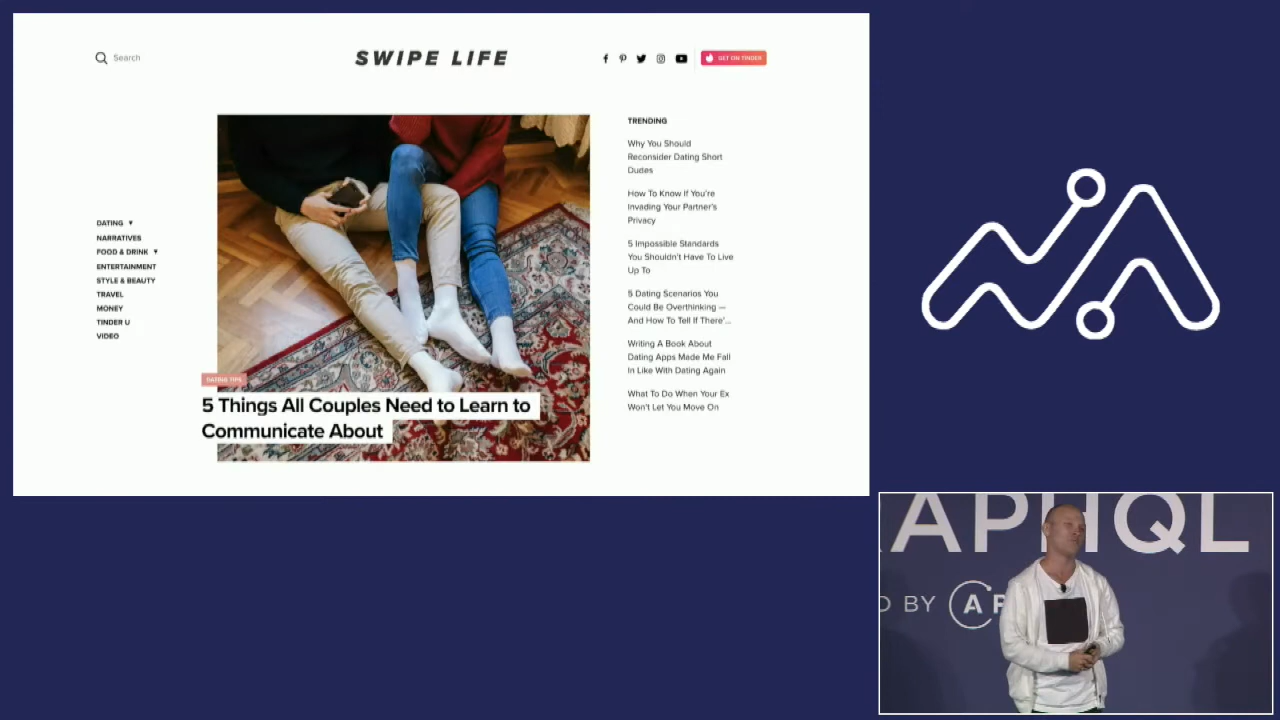 Search
SWIPE LIFE
GET ON TINDER
DATING
NARRATIVES
FOOD & DRINK
ENTERTAINMENT
STYLE & BEAUTY
TRAVEL
MONEY
TINDER U
VIDEO
DATING TIPS
5 Things All Couples Need to Learn to
Communicate About
TRENDING
Why You Should
Reconsider Dating Short
Dudes
How To Know If You're
Invading Your Partner's
Privacy
5 Impossible Standards
You Shouldn't Have To Live
Up To
5 Dating Scenarios You
Could Be Overthinking —
And How To Tell If There'...
Writing A Book About
Dating Apps Made Me Fall
In Like With Dating Again
What To Do When Your Ex
Won't Let You Move On
APHQL
D BY AP